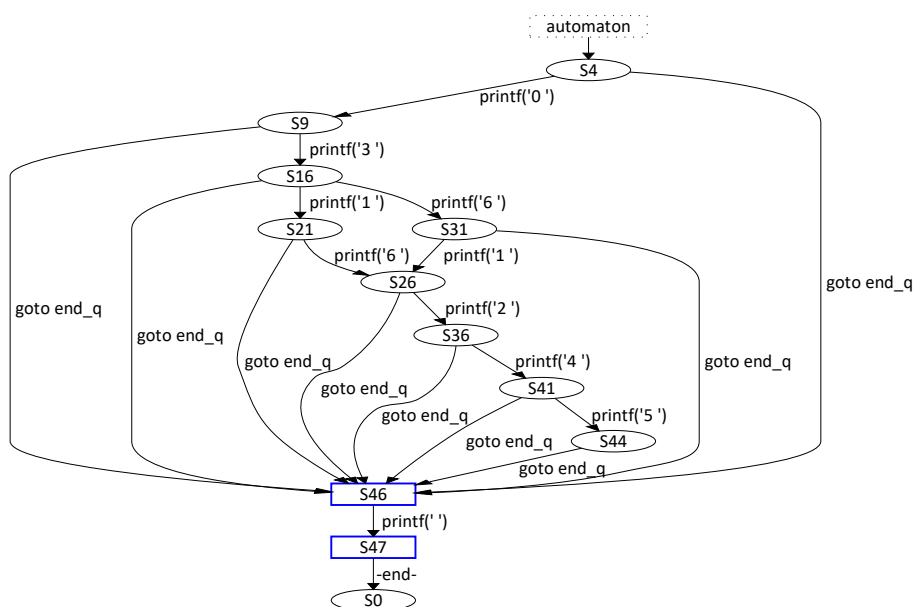 automaton
S4
printf('0 ')
S9
printf('3 ')
S16
printf('1 ')
printf('6 ')
S21
S31
printf('6 ')
printf('1 ')
S26
goto end_q
goto end_q
printf('2 ')
goto end_q
S36
goto end_q
goto end_q
printf('4 ')
goto end_q
goto end_q
S41
goto end_q
printf('5 ')
goto end_q
S44
goto end_q
S46
printf(' ')
S47
-end-
S0